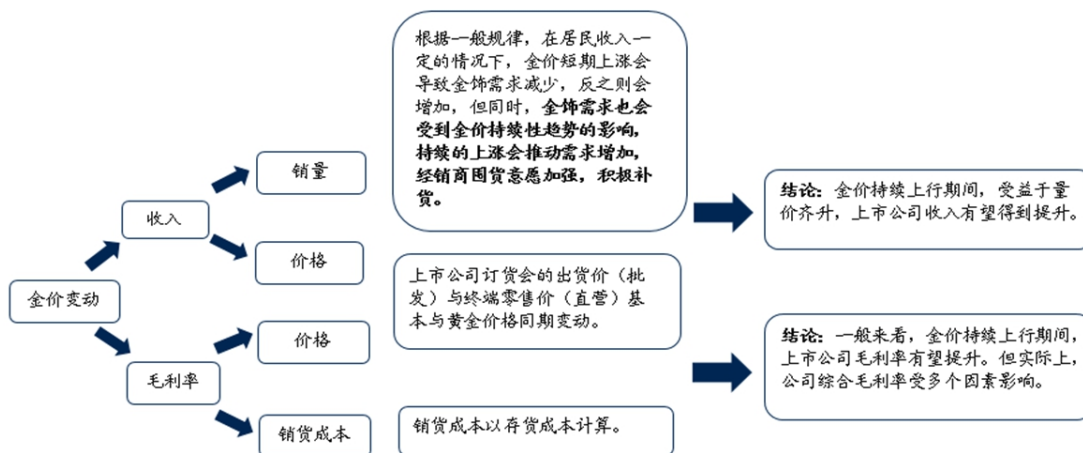 根据一般规律，在居民收入一
定的情况下，金价短期上涨会
导致金饰需求减少，反之则会
增加，但同时，金饰需求也会
受到金价持续性趋势的影响，
持续的上涨会推动需求增加，
经销商囤货意愿加强，积极补
货。
销量
收入
价格
金价变动
价格
毛利率
销货成本
上市公司订货会的出货价（批
发）与终端零售价（直营）基
本与黄金价格同期变动。
销货成本以存货成本计算。
结论：金价持续上行期间，受益于量
价齐升，上市公司收入有望得到提升。
结论：一般来看，金价持续上行期间，
上市公司毛利率有望提升。但实际上，
公司综合毛利率受多个因素影响。